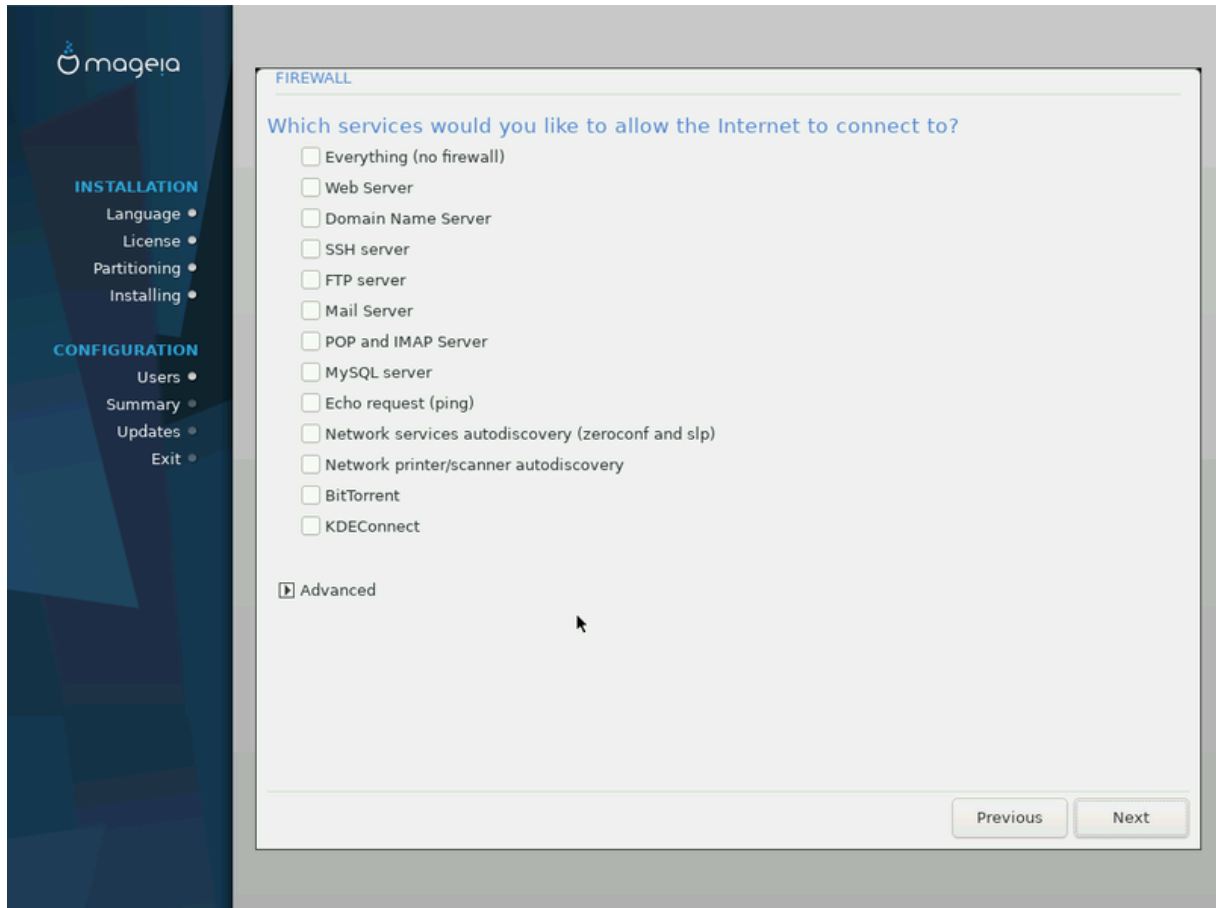 mageia
INSTALLATION
Language
License
Partitioning
Installing
CONFIGURATION
Users
Summary
Updates
Exit
FIREWALL
Which services would you like to allow the Internet to connect to?
Everything (no firewall)
Web Server
Domain Name Server
SSH server
FTP server
Mail Server
POP and IMAP Server
MySQL server
Echo request (ping)
Network services autodiscovery (zeroconf and slp)
Network printer/scanner autodiscovery
BitTorrent
KDEConnect
Advanced
Previous Next